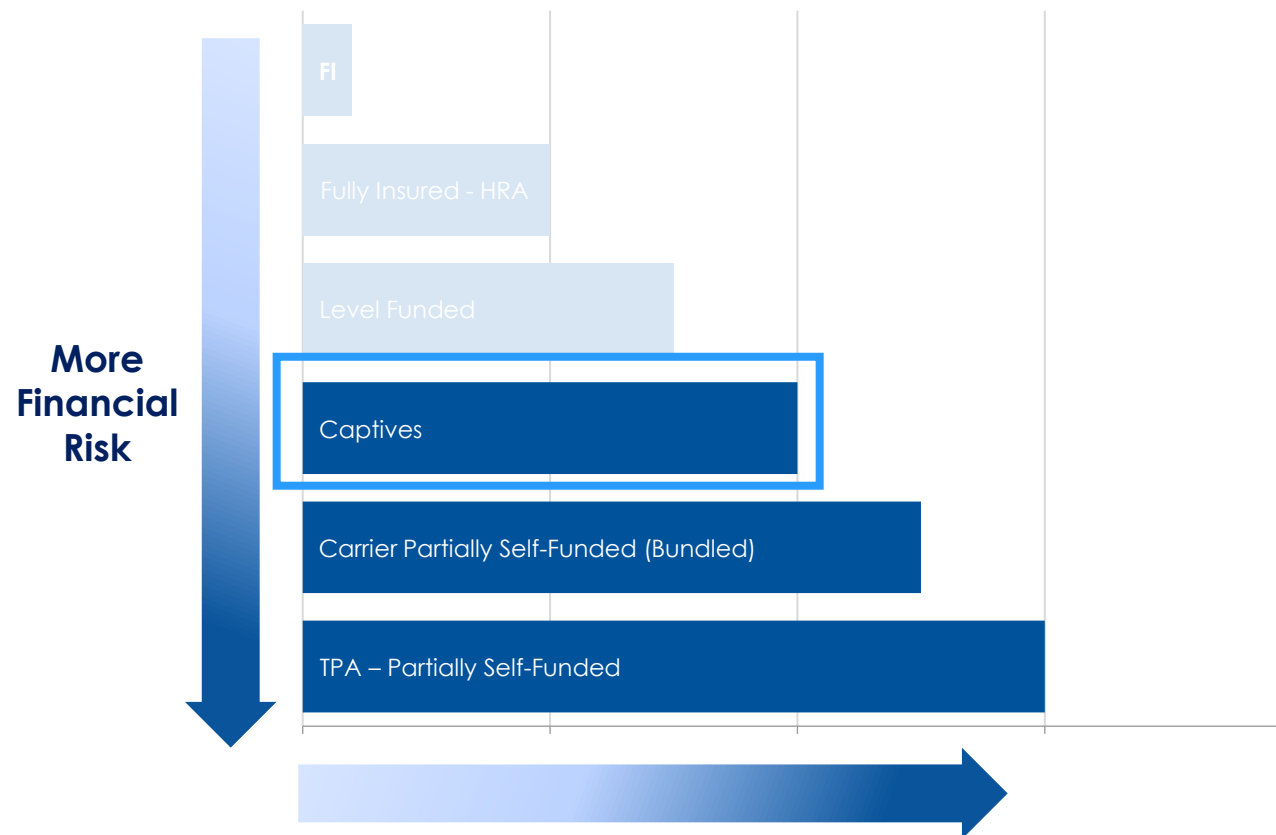 FI
Fully Insured - HRA
Level Funded
More
Financial
Risk
Captives
Carrier Partially Self-Funded (Bundled)
TPA – Partially Self-Funded